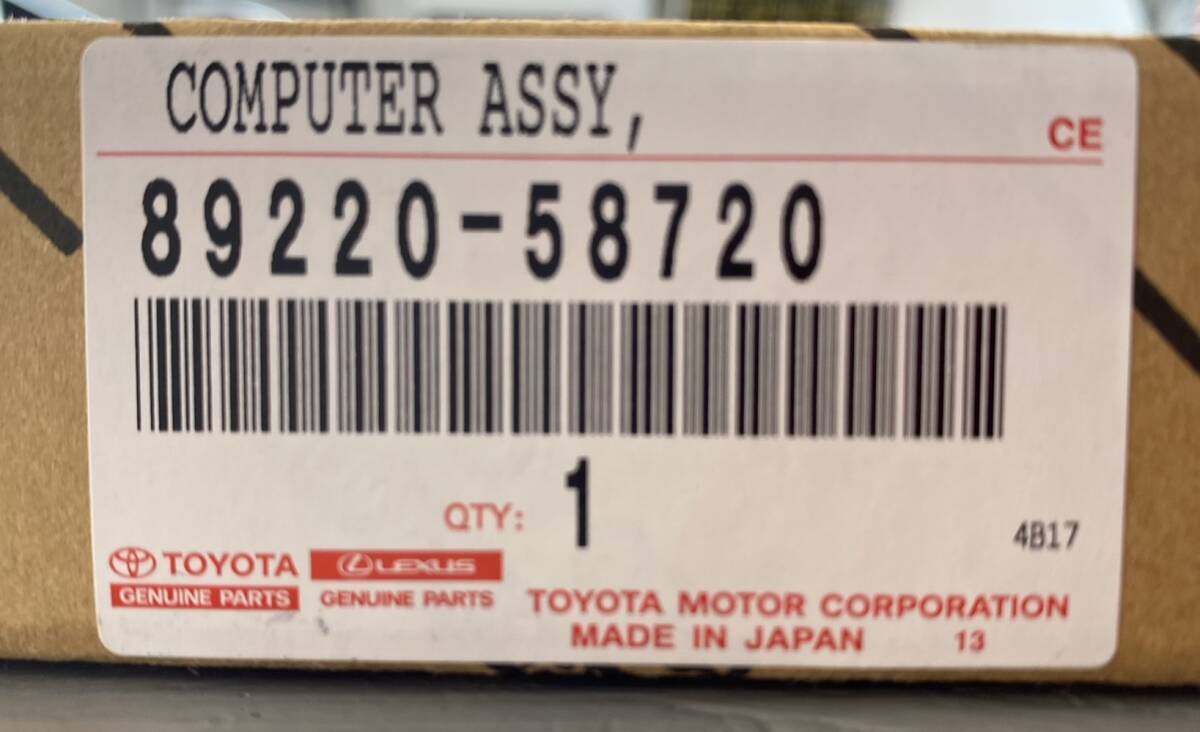 COMPUTER ASSY,
CE
89220-58720
QTY: 1
4B17
TOYOTA LEXUS
GENUINE PARTS GENUINE PARTS
TOYOTA MOTOR CORPORATION
MADE IN JAPAN 13